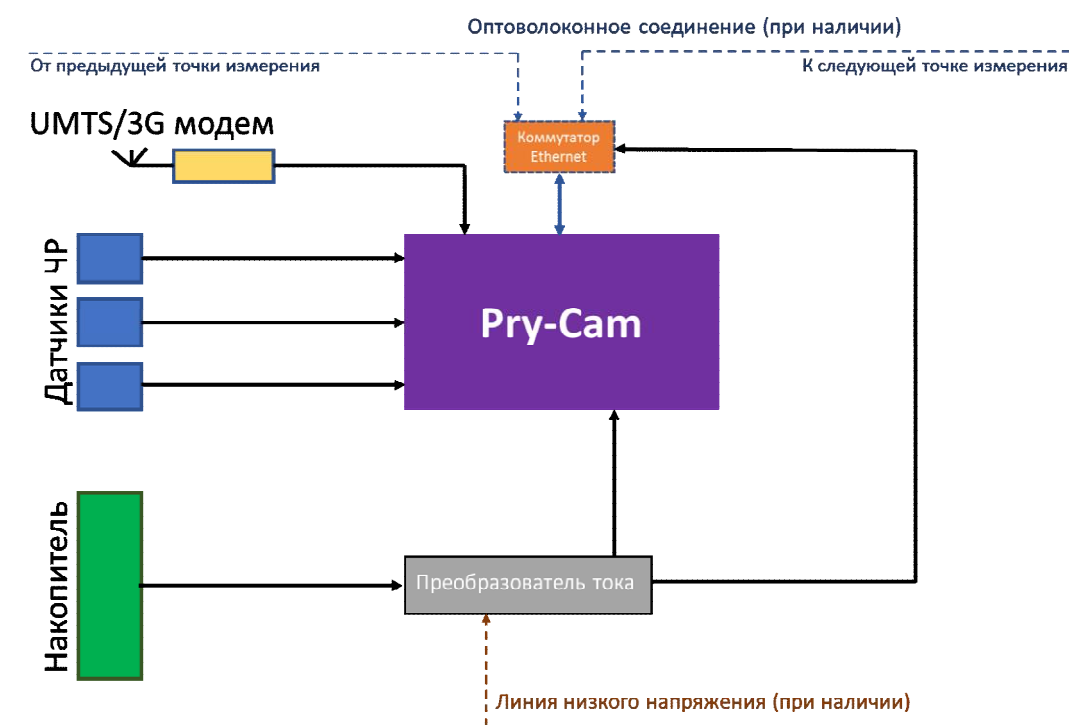 Оптоволоконное соединение (при наличии)
От предыдущей точки измерения
К следующей точке измерения
UMTS/3G модем
Коммутатор
Ethernet
Датчики ЧР
Pry-Cam
Накопитель
Преобразователь тока
Линия низкого напряжения (при наличии)